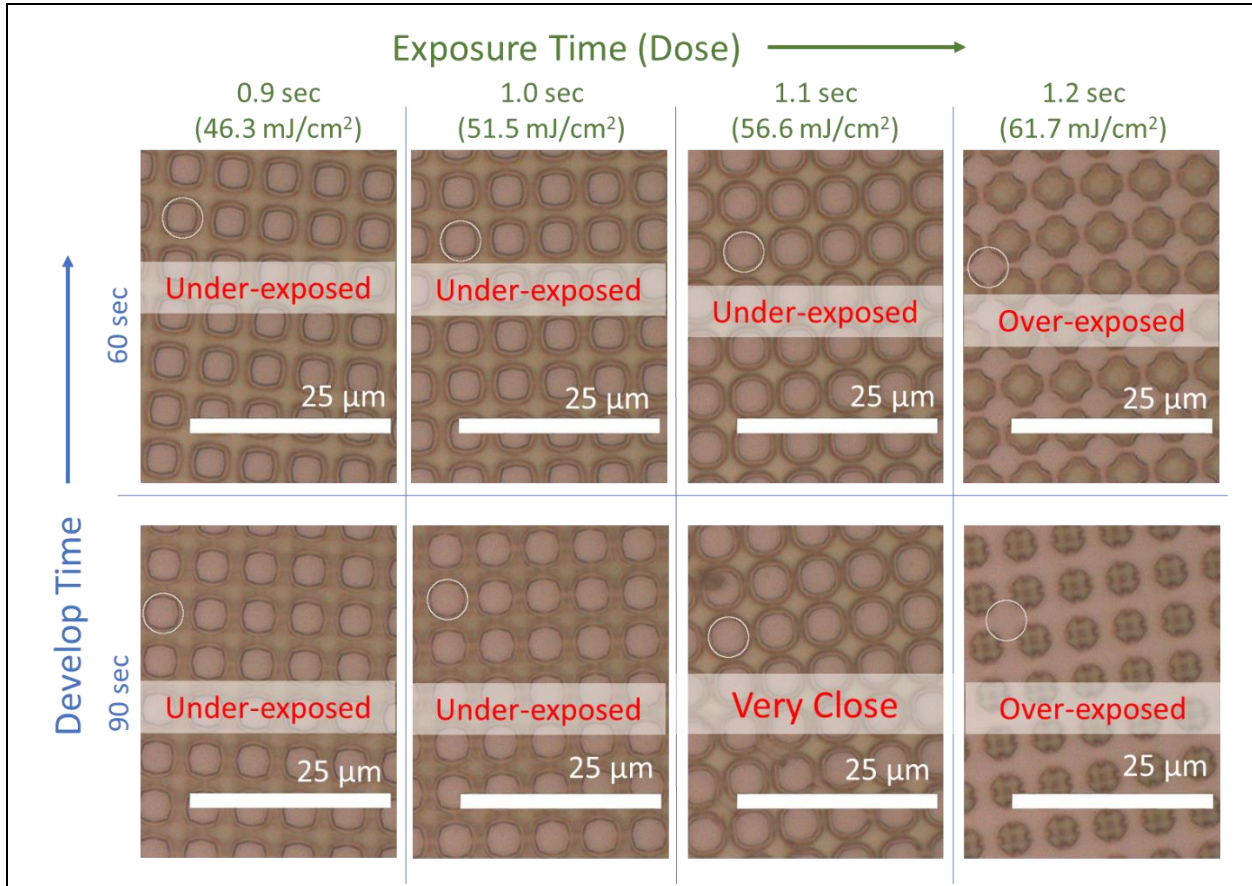 Exposure Time (Dose)
0.9 sec
(46.3 mJ/cm²)
1.0 sec
(51.5 mJ/cm²)
1.1 sec
(56.6 mJ/cm²)
1.2 sec
(61.7 mJ/cm²)
Develop Time
60 sec
Under-exposed
25 µm
Under-exposed
25 µm
Under-exposed
25 µm
Over-exposed
25 µm
90 sec
Under-exposed
25 µm
Under-exposed
25 µm
Very Close
25 µm
Over-exposed
25 µm